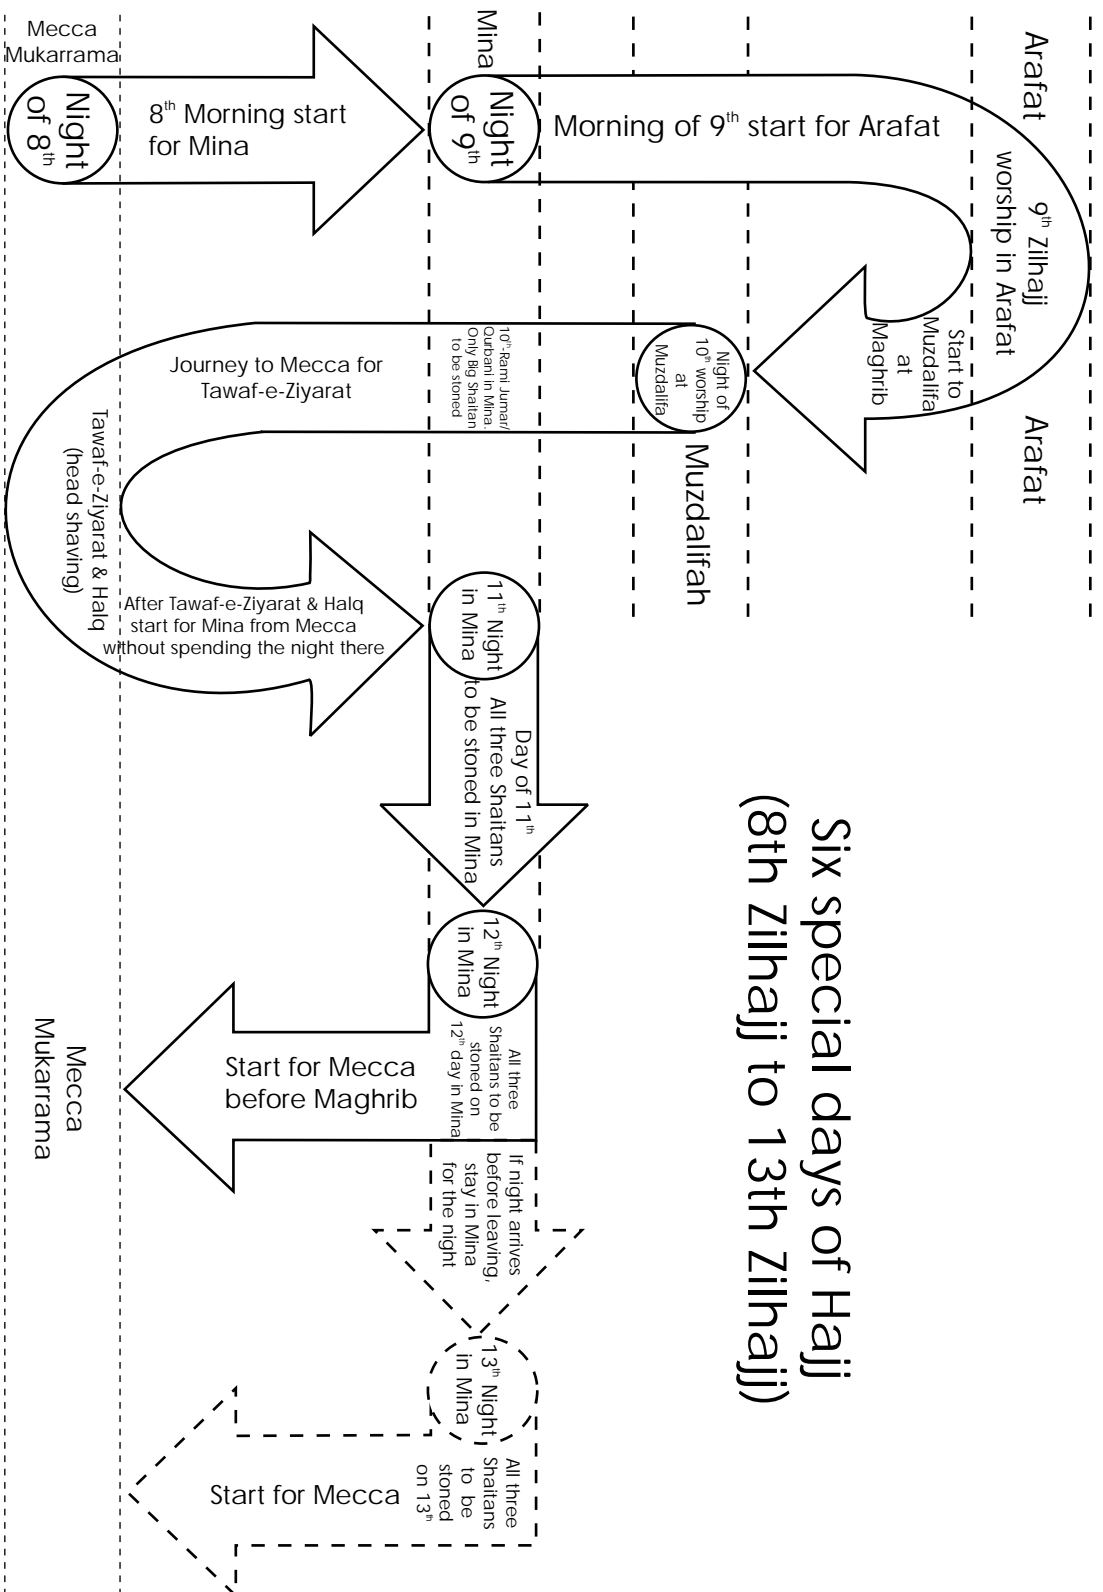 Six special days of Hajj
(8th Zilhajj to 13th Zilhajj)
Arafat
Arafat
9th Zilhajj
worship in Arafat
Start to
Muzdalifa
at
Maghrib
Morning of 9th start for Arafat
Mina
Night
of 9th
8th Morning start
for Mina
Mecca
Mukarrama
Night
of 8th
Muzdalifah
Night of
10th worship
at
Muzdalifa
10th-Rami Jumar/
Qurbani in Mina.
Only Big Shaitan
to be stoned
Journey to Mecca for
Tawaf-e-Ziyarat
Tawaf-e-Ziyarat & Halq
(head shaving)
After Tawaf-e-Ziyarat & Halq
start for Mina from Mecca
without spending the night there
11th Night
in Mina
Day of 11th
All three Shaitans
to be stoned in Mina
12th Night
in Mina
All three
Shaitans to be
stoned on
12th day in Mina
Start for Mecca
before Maghrib
If night arrives
before leaving,
stay in Mina
for the night
13th Night
in Mina
All three
Shaitans
to be
stoned
on 13th
Start for Mecca
Mecca
Mukarrama